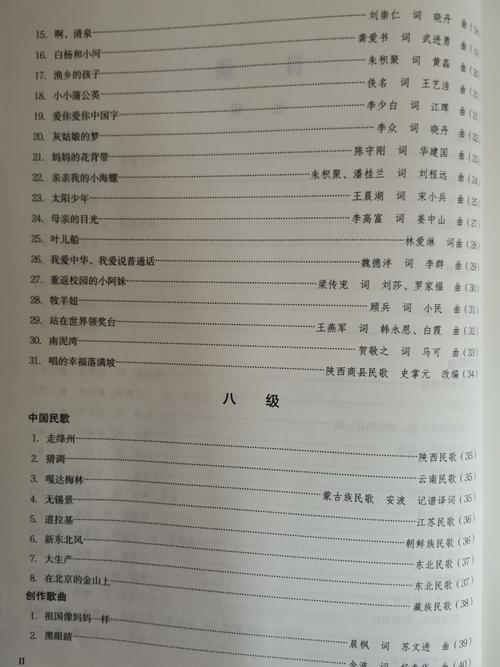 15. 啊，清泉 刘崇仁 词 晓丹 曲
16. 白杨和小河 龚爱书 词 武进勇 曲
17. 渔乡的孩子 朱积聚 词 黄磊 曲
18. 小小蒲公英 佚名 词 王艺洁 曲
19. 爱你爱你中国字 李少白 词 江晖 曲
20. 灰姑娘的梦 李众 词 晓丹 曲(22)
21. 妈妈的花背带 陈守刚 词 华建国 曲(23)
22. 亲亲我的小海螺 朱积聚、潘桂兰 词 刘程远 曲(24)
23. 太阳少年 王晨湖 词 宋小兵 曲(25)
24. 母亲的目光 李高富 词 姜中山 曲(27)
25. 叶儿船 林爱淋 词曲(28)
26. 我爱中华，我爱说普通话 魏德泮 词 李群 曲(29)
27. 重返校园的小阿妹 梁传宠 词 刘莎、罗家福 曲(30)
28. 牧羊妞 顾兵 词 小民 曲(31)
29. 站在世界领奖台 王燕军 词 韩永恩、白霞 曲(32)
30. 南泥湾 贺敬之 词 马可 曲(33)
31. 唱的幸福落满坡 陕西商县民歌 史掌元 改编(34)
八 级
中国民歌
1. 走绛州 陕西民歌(35)
2. 猜调 云南民歌(35)
3. 嘎达梅林 蒙古族民歌 安波 记谱译词(35)
4. 无锡景 江苏民歌(36)
5. 道拉基 朝鲜族民歌(36)
6. 新东北风 东北民歌(37)
7. 大生产 东北民歌(37)
8. 在北京的金山上 藏族民歌(38)
创作歌曲
1. 祖国像妈妈一样 晨枫 词 苏文进 曲(39)
2. 黑眼睛 金波 词 曲(40)
II